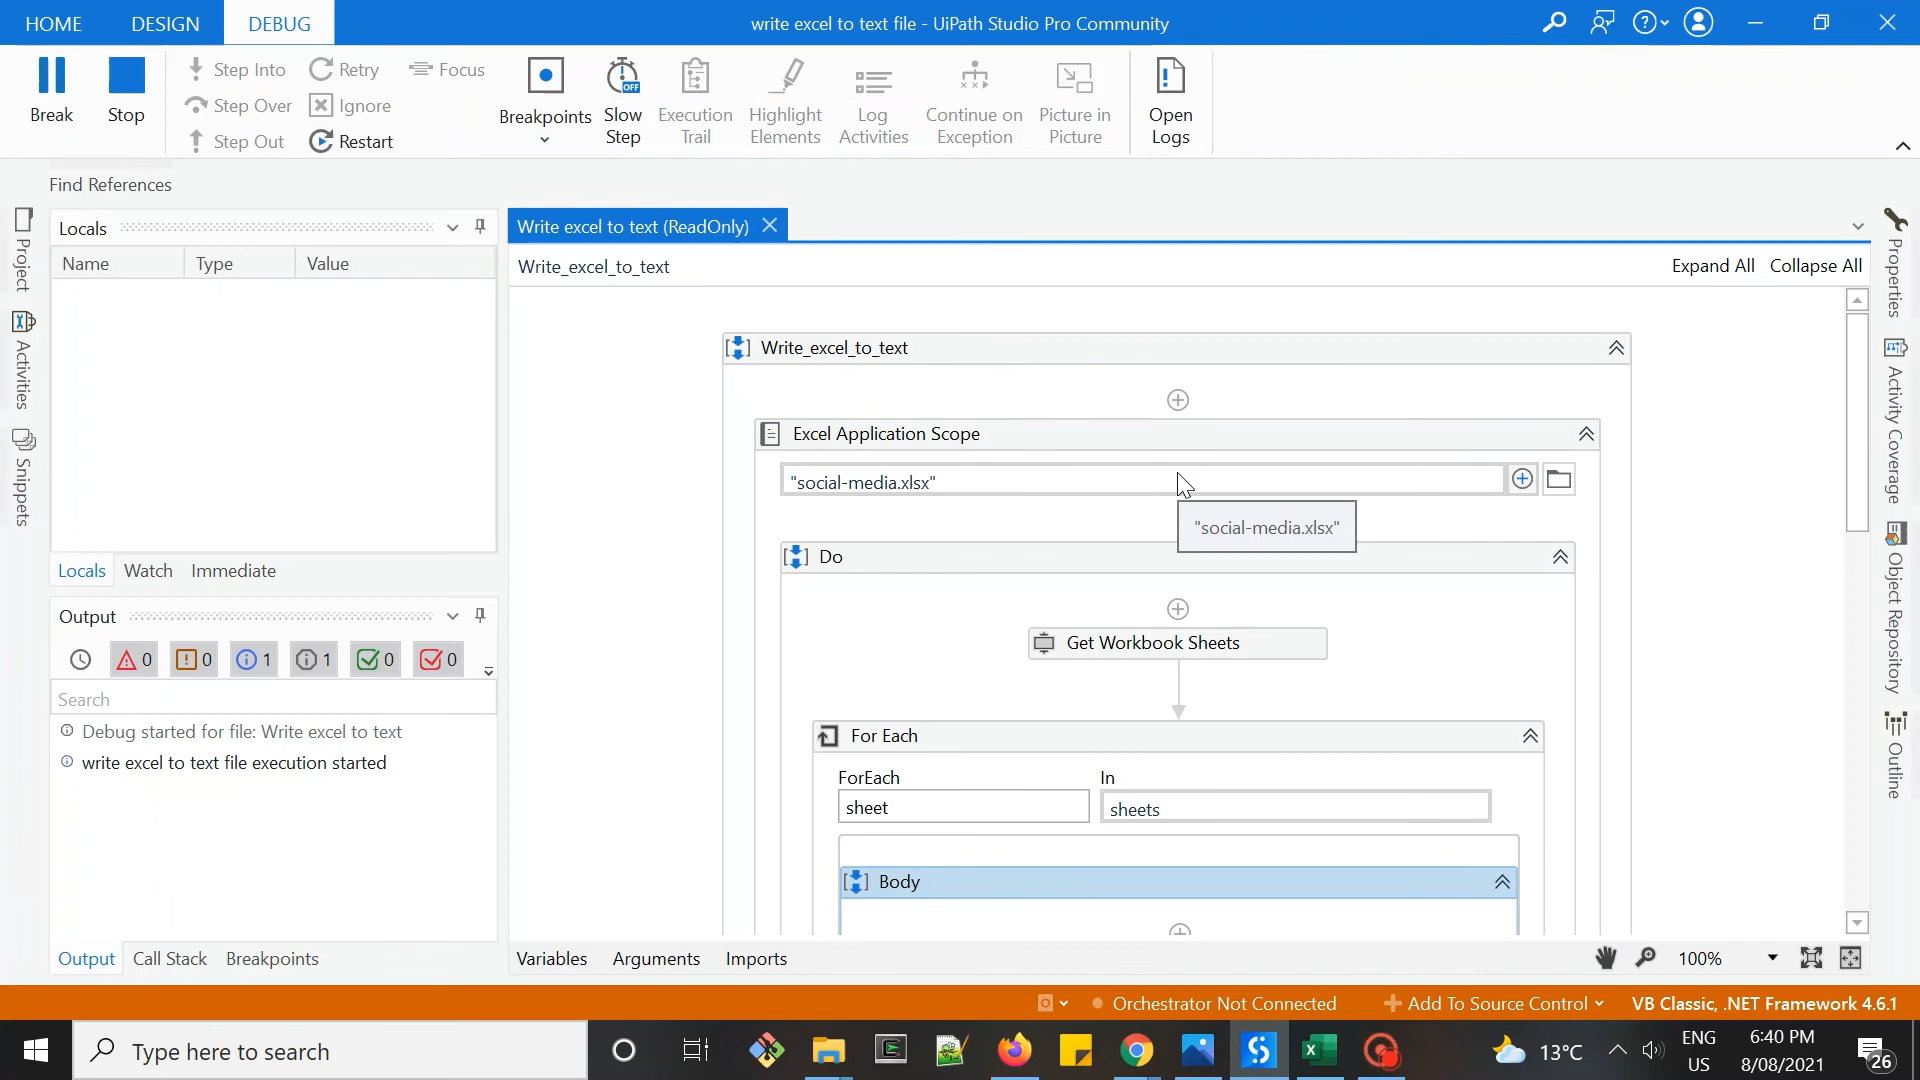 HOME DESIGN DEBUG
write excel to text file - UiPath Studio Pro Community
Break
Stop
Step Into
Step Over
Step Out
Retry
Ignore
Restart
Focus
Breakpoints
Slow
Step
OFF
Execution
Trail
Highlight
Elements
Log
Activities
Continue on
Exception
Picture in
Picture
Open
Logs
Find References
Project
Activities
Snippets
Locals
Name Type Value
Locals Watch Immediate
Output
0 0 1 1 0 0
Search
Debug started for file: Write excel to text
write excel to text file execution started
Output Call Stack Breakpoints
Write excel to text (ReadOnly)
Write_excel_to_text
Expand All Collapse All
Write_excel_to_text
Excel Application Scope
"social-media.xlsx"
"social-media.xlsx"
Do
Get Workbook Sheets
For Each
ForEach In
sheet sheets
Body
Variables Arguments Imports
100%
Properties
Activity Coverage
Object Repository
Outline
Orchestrator Not Connected
Add To Source Control
VB Classic, .NET Framework 4.6.1
Type here to search
13°C
ENG
US
6:40 PM
8/08/2021
26